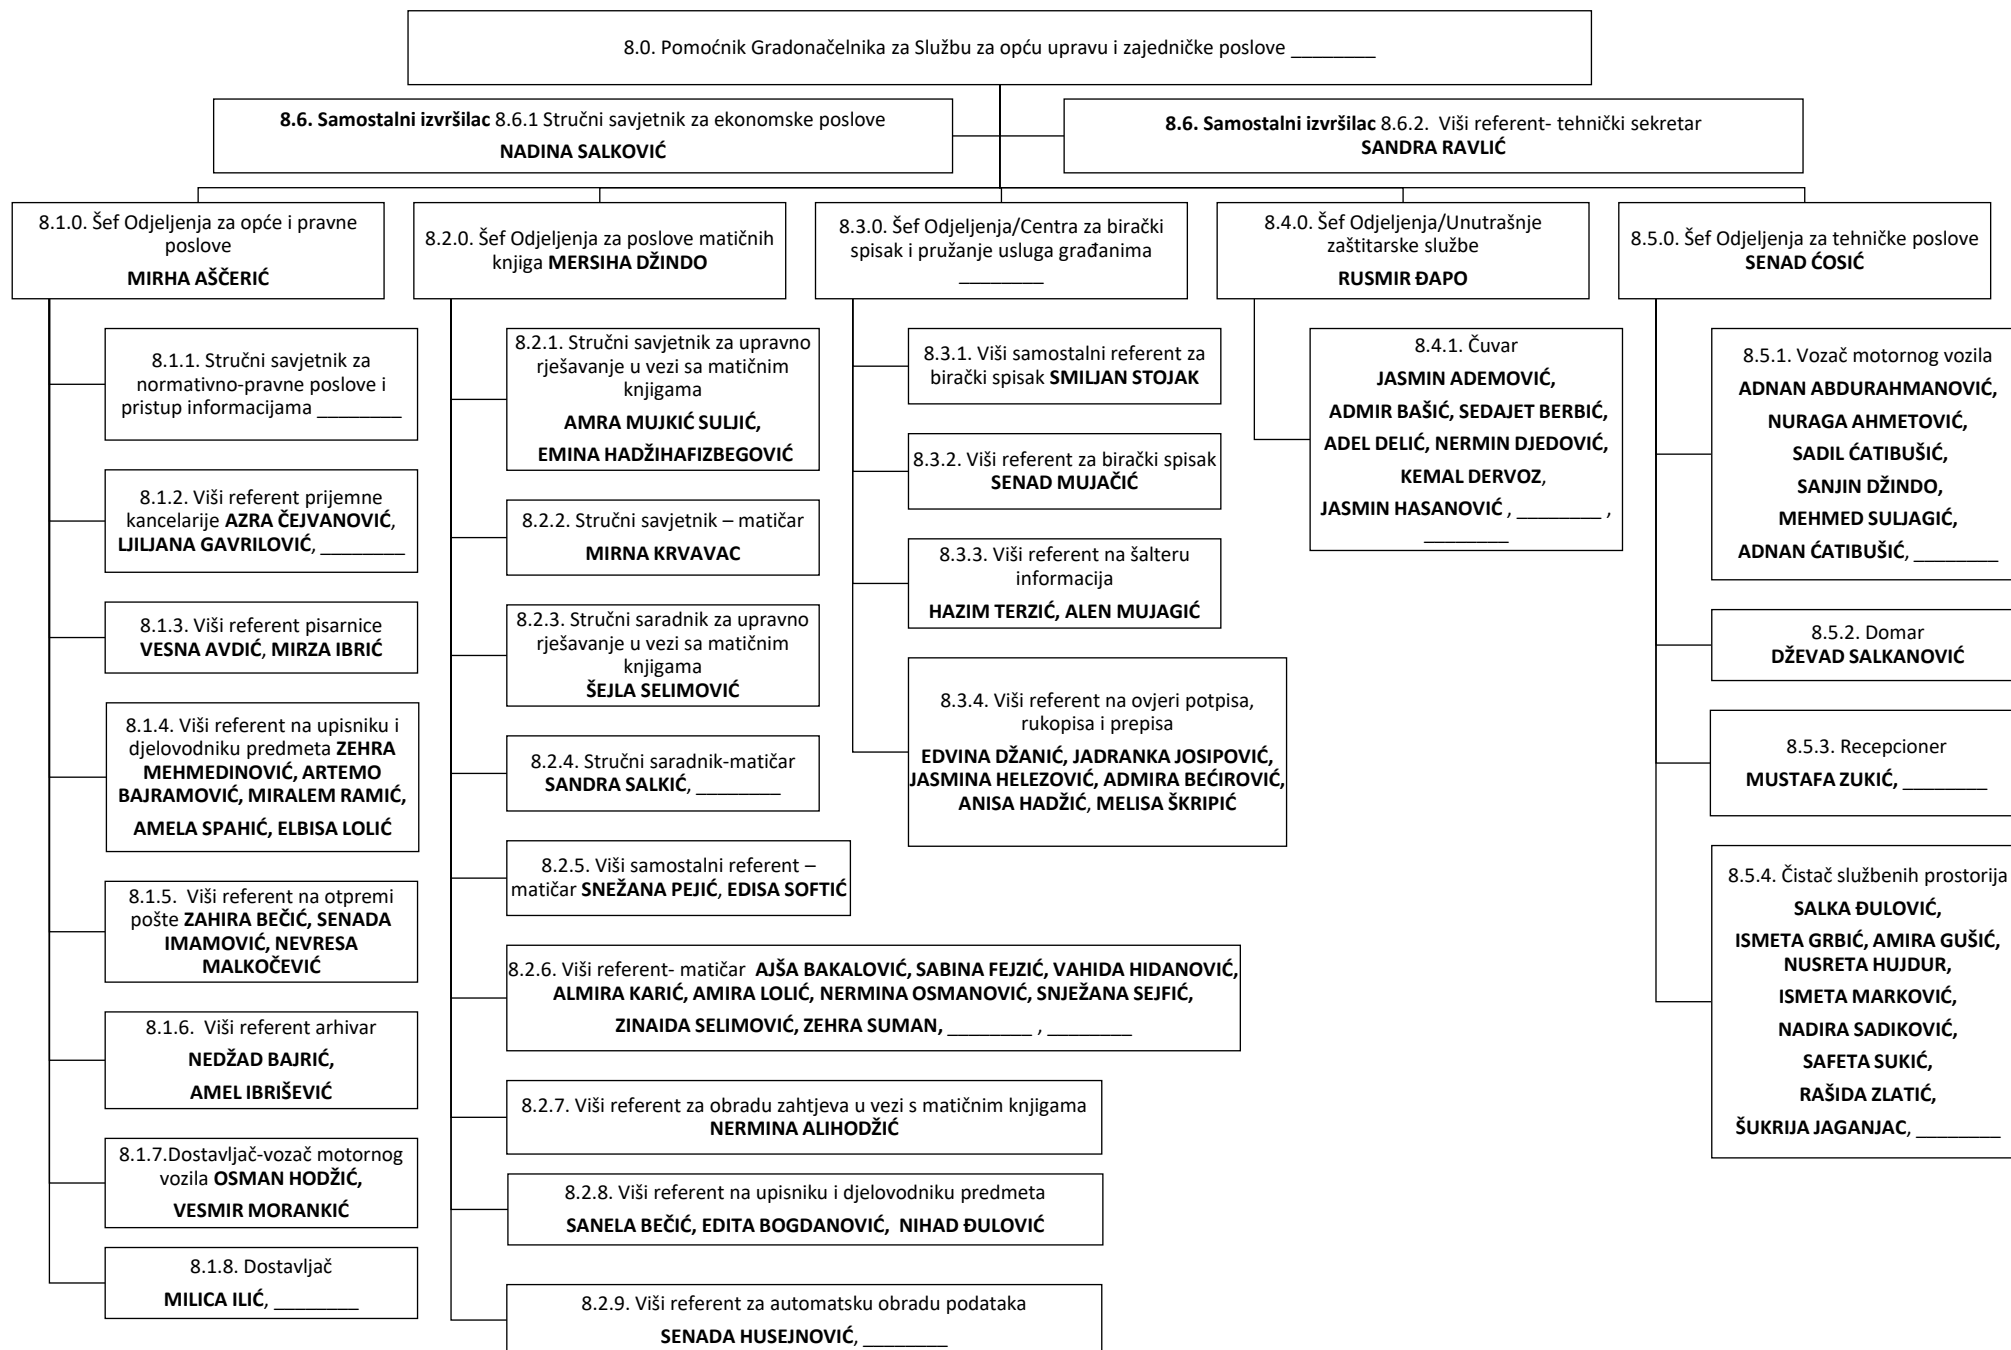 8.0. Pomoćnik Gradonačelnika za Službu za opću upravu i zajedničke poslove ________
8.6. Samostalni izvršilac 8.6.1 Stručni savjetnik za ekonomske poslove
NADINA SALKOVIĆ
8.6. Samostalni izvršilac 8.6.2. Viši referent- tehnički sekretar
SANDRA RAVLIĆ
8.1.0. Šef Odjeljenja za opće i pravne
poslove
MIRHA AŠČERIĆ
8.1.1. Stručni savjetnik za
normativno-pravne poslove i
pristup informacijama ________
8.1.2. Viši referent prijemne
kancelarije AZRA ČEJVANOVIĆ,
LJILJANA GAVRILOVIĆ, ________
8.1.3. Viši referent pisarnice
VESNA AVDIĆ, MIRZA IBRIĆ
8.1.4. Viši referent na upisniku i
djelovodniku predmeta ZEHRA
MEHMEDINOVIĆ, ARTEMO
BAJRAMOVIĆ, MIRALEM RAMIĆ,
AMELA SPAHIĆ, ELBISA LOLIĆ
8.1.5. Viši referent na otpremi
pošte ZAHIRA BEČIĆ, SENADA
IMAMOVIĆ, NEVRESA
MALKOČEVIĆ
8.1.6. Viši referent arhivar
NEDŽAD BAJRIĆ,
AMEL IBRIŠEVIĆ
8.1.7.Dostavljač-vozač motornog
vozila OSMAN HODŽIĆ,
VESMIR MORANKIĆ
8.1.8. Dostavljač
MILICA ILIĆ, ________
8.2.0. Šef Odjeljenja za poslove matičnih
knjiga MERSIHA DŽINDO
8.2.1. Stručni savjetnik za upravno
rješavanje u vezi sa matičnim
knjigama
AMRA MUJKIĆ SULJIĆ,
EMINA HADŽIHAFIZBEGOVIĆ
8.2.2. Stručni savjetnik – matičar
MIRNA KRVAVAC
8.2.3. Stručni saradnik za upravno
rješavanje u vezi sa matičnim
knjigama
ŠEJLA SELIMOVIĆ
8.2.4. Stručni saradnik-matičar
SANDRA SALKIĆ, ________
8.2.5. Viši samostalni referent –
matičar SNEŽANA PEJIĆ, EDISA SOFTIĆ
8.2.6. Viši referent- matičar AJŠA BAKALOVIĆ, SABINA FEJZIĆ, VAHIDA HIDANOVIĆ,
ALMIRA KARIĆ, AMIRA LOLIĆ, NERMINA OSMANOVIĆ, SNJEŽANA SEJFIĆ,
ZINAIDA SELIMOVIĆ, ZEHRA SUMAN, ________ , ________
8.2.7. Viši referent za obradu zahtjeva u vezi s matičnim knjigama
NERMINA ALIHODŽIĆ
8.2.8. Viši referent na upisniku i djelovodniku predmeta
SANELA BEČIĆ, EDITA BOGDANOVIĆ, NIHAD ĐULOVIĆ
8.2.9. Viši referent za automatsku obradu podataka
SENADA HUSEJNOVIĆ, ________
8.3.0. Šef Odjeljenja/Centra za birački
spisak i pružanje usluga građanima
________
8.3.1. Viši samostalni referent za
birački spisak SMILJAN STOJAK
8.3.2. Viši referent za birački spisak
SENAD MUJAČIĆ
8.3.3. Viši referent na šalteru
informacija
HAZIM TERZIĆ, ALEN MUJAGIĆ
8.3.4. Viši referent na ovjeri potpisa,
rukopisa i prepisa
EDVINA DŽANIĆ, JADRANKA JOSIPOVIĆ,
JASMINA HELEZOVIĆ, ADMIRA BEĆIROVIĆ,
ANISA HADŽIĆ, MELISA ŠKRIPIĆ
8.4.0. Šef Odjeljenja/Unutrašnje
zaštitarske službe
RUSMIR ĐAPO
8.4.1. Čuvar
JASMIN ADEMOVIĆ,
ADMIR BAŠIĆ, SEDAJET BERBIĆ,
ADEL DELIĆ, NERMIN DJEDOVIĆ,
KEMAL DERVOZ,
JASMIN HASANOVIĆ , ________ ,
________
8.5.0. Šef Odjeljenja za tehničke poslove
SENAD ĆOSIĆ
8.5.1. Vozač motornog vozila
ADNAN ABDURAHMANOVIĆ,
NURAGA AHMETOVIĆ,
SADIL ĆATIBUŠIĆ,
SANJIN DŽINDO,
MEHMED SULJAGIĆ,
ADNAN ĆATIBUŠIĆ, ________
8.5.2. Domar
DŽEVAD SALKANOVIĆ
8.5.3. Recepcioner
MUSTAFA ZUKIĆ, ________
8.5.4. Čistač službenih prostorija
SALKA ĐULOVIĆ,
ISMETA GRBIĆ, AMIRA GUŠIĆ,
NUSRETA HUJDUR,
ISMETA MARKOVIĆ,
NADIRA SADIKOVIĆ,
SAFETA SUKIĆ,
RAŠIDA ZLATIĆ,
ŠUKRIJA JAGANJAC, ________